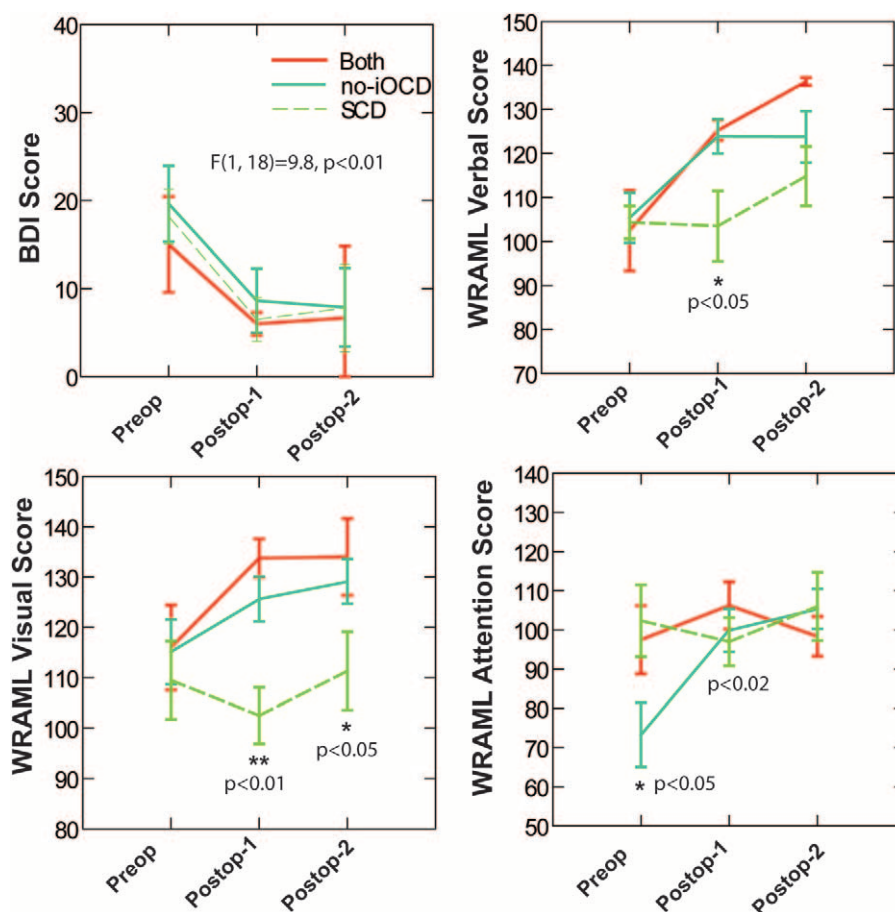 BDI Score
40
30
20
10
0
Both
no-iOCD
SCD
F(1, 18)=9.8, p<0.01
Preop
Postop-1
Postop-2
WRAML Verbal Score
150
140
130
120
110
100
90
80
70
*
p<0.05
Preop
Postop-1
Postop-2
WRAML Visual Score
150
140
130
120
110
100
90
80
**
p<0.01
*
p<0.05
Preop
Postop-1
Postop-2
WRAML Attention Score
140
130
120
110
100
90
80
70
60
50
p<0.02
* p<0.05
Preop
Postop-1
Postop-2